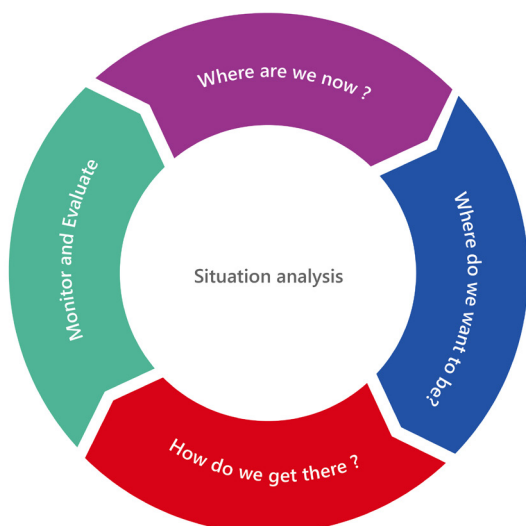 Where are we now ?
Where do we want to be?
How do we get there ?
Monitor and Evaluate
Situation analysis